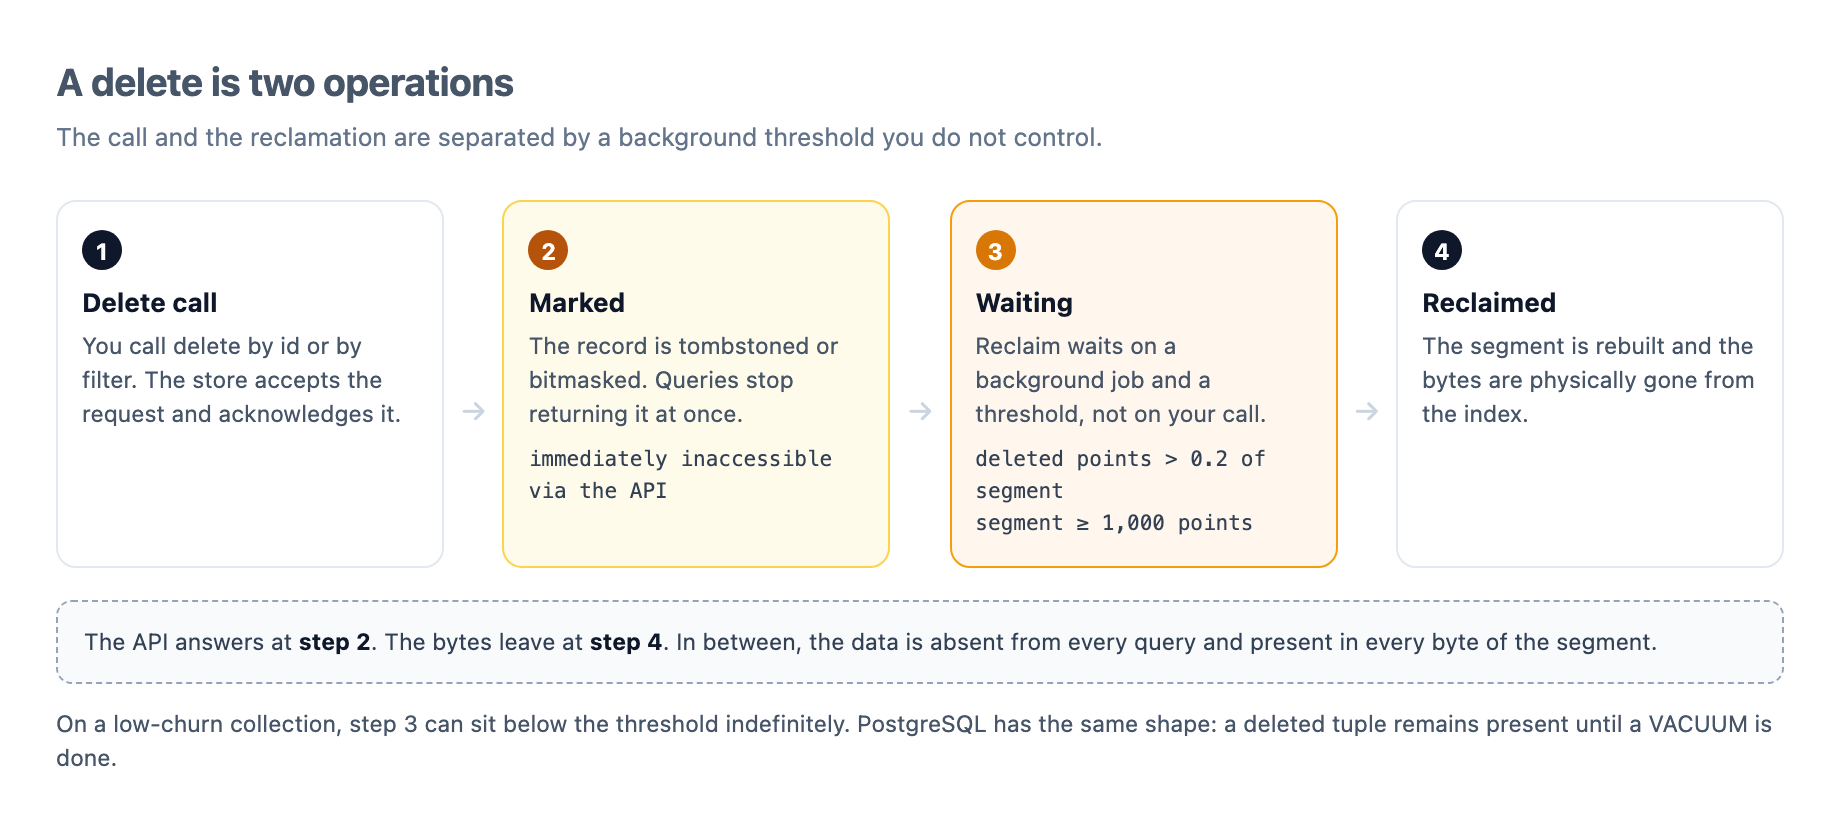 A delete is two operations
The call and the reclamation are separated by a background threshold you do not control.
1
Delete call
You call delete by id or by
filter. The store accepts the
request and acknowledges it.
→
2
Marked
The record is tombstoned or
bitmasked. Queries stop
returning it at once.
immediately inaccessible
via the API
→
3
Waiting
Reclaim waits on a
background job and a
threshold, not on your call.
deleted points > 0.2 of
segment
segment ≥ 1,000 points
→
4
Reclaimed
The segment is rebuilt and the
bytes are physically gone from
the index.
The API answers at step 2. The bytes leave at step 4. In between, the data is absent from every query and present in every byte of the segment.
On a low-churn collection, step 3 can sit below the threshold indefinitely. PostgreSQL has the same shape: a deleted tuple remains present until a VACUUM is
done.